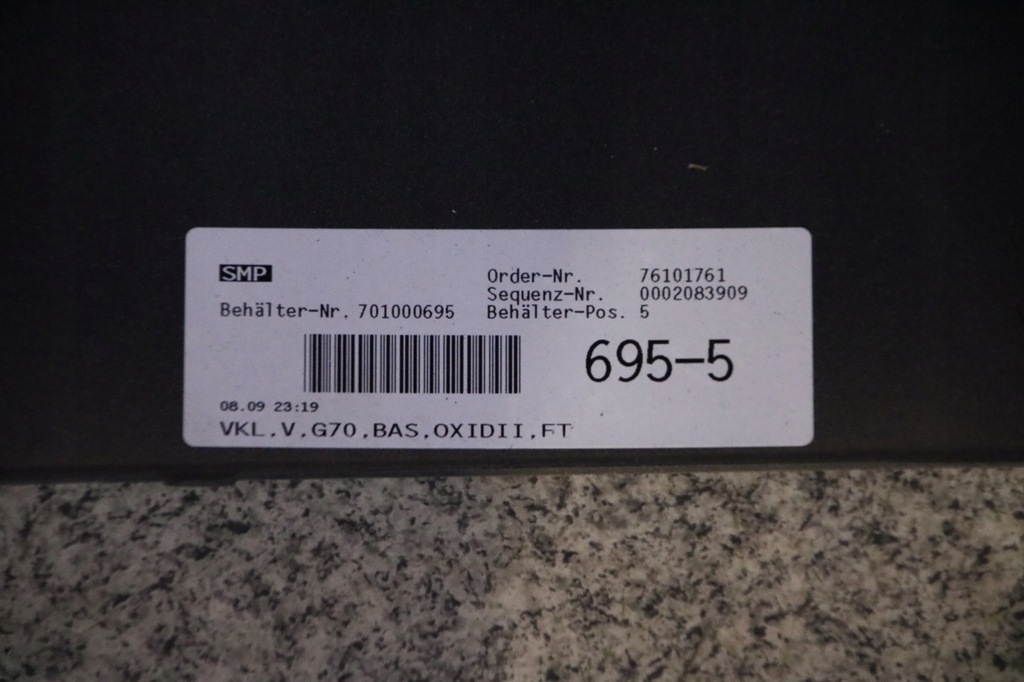 SMP
Order-Nr. 76101761
Sequenz-Nr. 0002083909
Behälter-Nr. 701000695 Behälter-Pos. 5
695-5
08.09 23:19
VKL,V,G70,BAS,OXIDII,FT